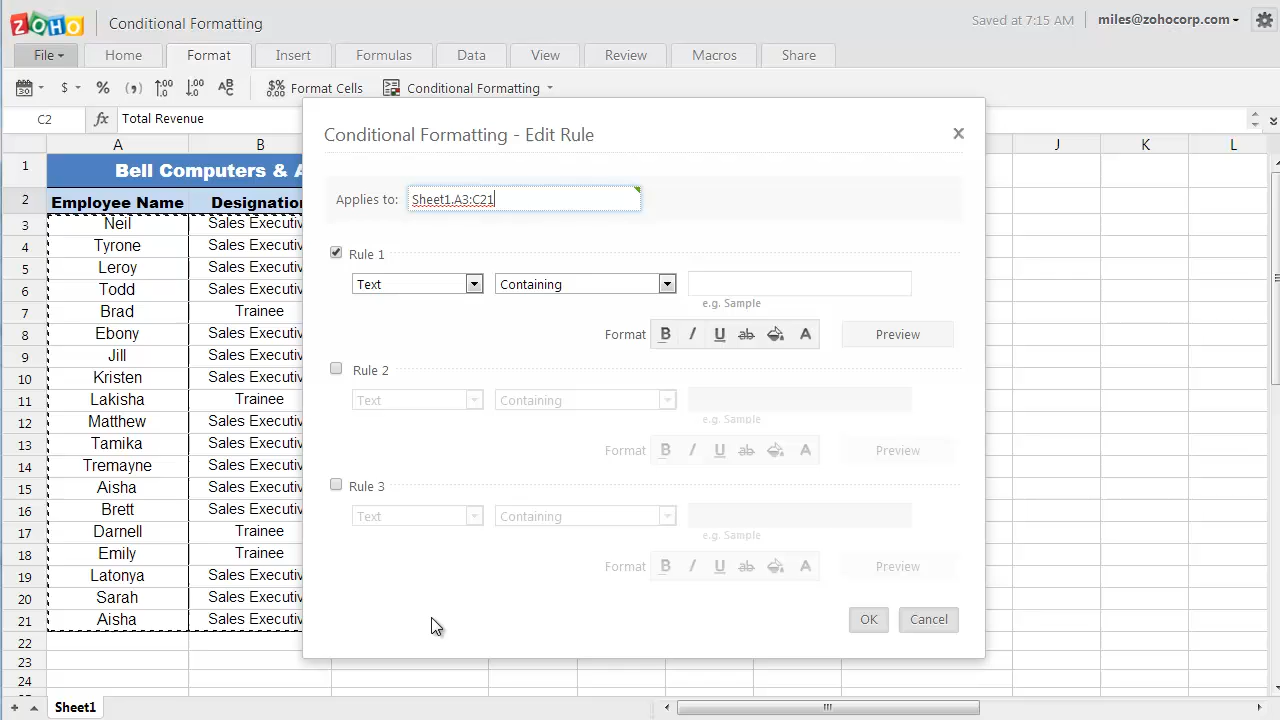 ZOHO Conditional Formatting Saved at 7:15 AM miles@zohocorp.com
File Home Format Insert Formulas Data View Review Macros Share
$ % Format Cells Conditional Formatting
C2 fx Total Revenue
A B J K L
1 Bell Computers & A
2 Employee Name Designation
3 Neil Sales Executiv
4 Tyrone Sales Executiv
5 Leroy Sales Executiv
6 Todd Sales Executiv
7 Brad Trainee
8 Ebony Sales Executiv
9 Jill Sales Executiv
10 Kristen Sales Executiv
11 Lakisha Trainee
12 Matthew Sales Executiv
13 Tamika Sales Executiv
14 Tremayne Sales Executiv
15 Aisha Sales Executiv
16 Brett Sales Executiv
17 Darnell Trainee
18 Emily Trainee
19 Latonya Sales Executiv
20 Sarah Sales Executiv
21 Aisha Sales Executiv
22
23
24
Conditional Formatting - Edit Rule
Applies to: Sheet1.A3:C21
Rule 1
Text Containing
e.g. Sample
Format B I U ab A Preview
Rule 2
Text Containing
e.g. Sample
Format B I U ab A Preview
Rule 3
Text Containing
e.g. Sample
Format B I U ab A Preview
OK Cancel
Sheet1